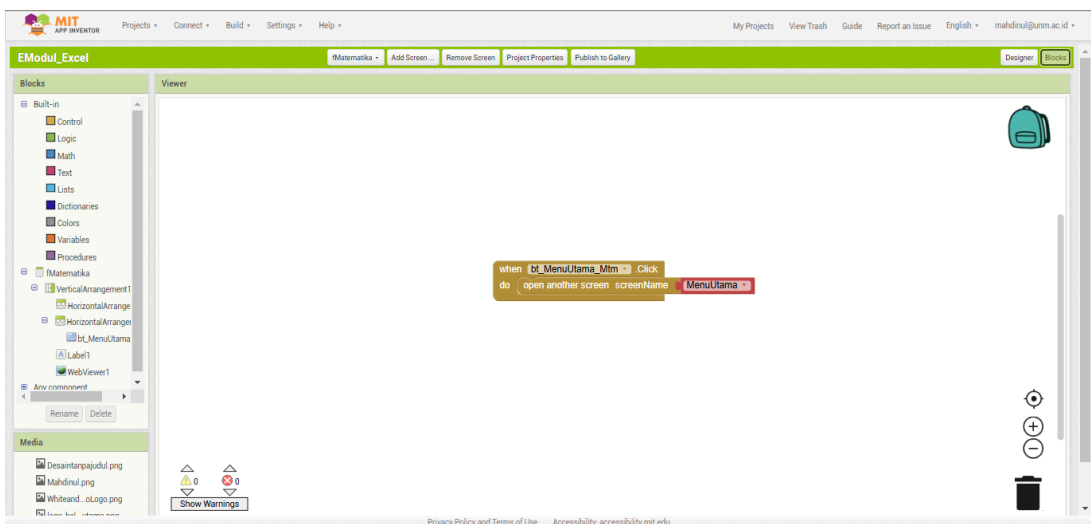 MIT
APP INVENTOR
Projects Connect Build Settings Help
My Projects View Trash Guide Report an Issue English mahdinul@unm.ac.id
EModul_Excel
fMatematika Add Screen ... Remove Screen Project Properties Publish to Gallery
Designer Blocks
Blocks
Viewer
Built-in
Control
Logic
Math
Text
Lists
Dictionaries
Colors
Variables
Procedures
fMatematika
VerticalArrangement1
HorizontalArrange
HorizontalArranger
bt_MenuUtama
Label1
WebViewer1
Any component
Rename Delete
when bt_MenuUtama_Mtm .Click
do open another screen screenName MenuUtama
Media
Desaintanpajudul.png
Mahdinul.png
Whiteand...oLogo.png
0 0
Show Warnings
Privacy Policy and Terms of Use Accessibility: accessibility.mit.edu